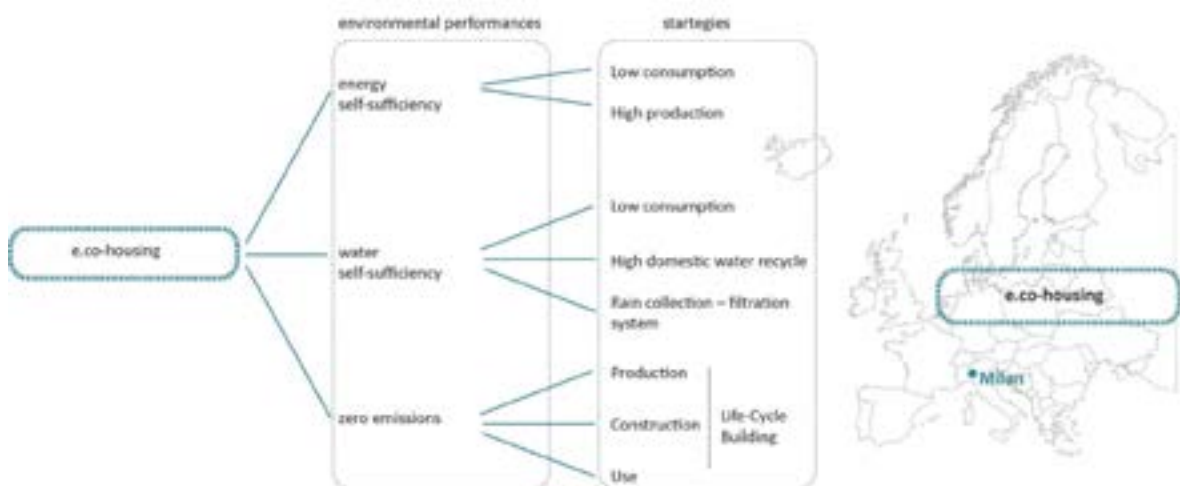 environmental performances
startegies
energy
self-sufficiency
Low consumption
High production
e.co-housing
water
self-sufficiency
Low consumption
High domestic water recycle
Rain collection – filtration
system
zero emissions
Production
Construction
Use
Life-Cycle
Building
e.co-housing
Milan